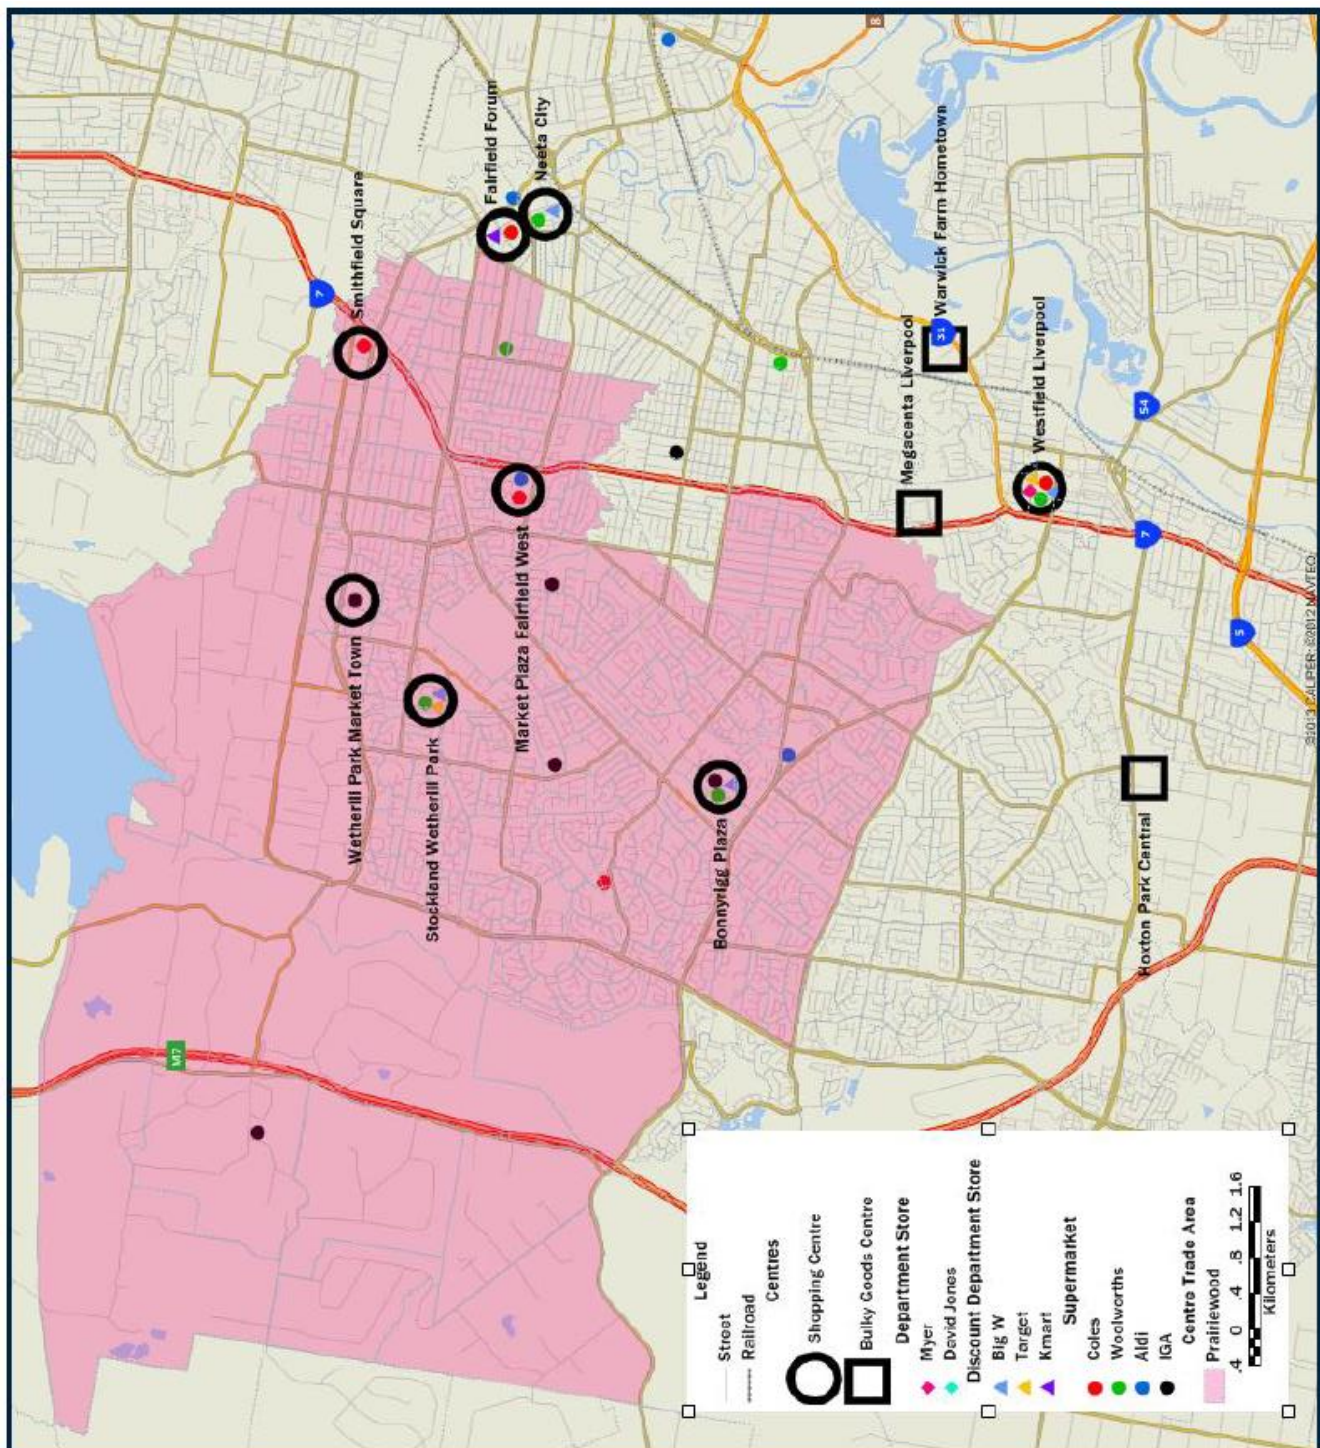 8
Fairfield Forum
Neeta City
Smithfield Square
7
Warwick Farm Hometown
31
Megacenta Liverpool
Westfield Liverpool
54
Market Plaza Fairfield West
7
Wetherill Park Market Town
5
Stockland Wetherill Park
Bonnyrigg Plaza
Hoxton Park Central
M7
Legend
Street
Railroad
Centres
Shopping Centre
Bulky Goods Centre
Department Store
Myer
David Jones
Discount Department Store
Big W
Target
Kmart
Supermarket
Coles
Woolworths
Aldi
IGA
Centro Trade Area
Prairiewood
.4 0 .4 .8 1.2 1.6
Kilometers